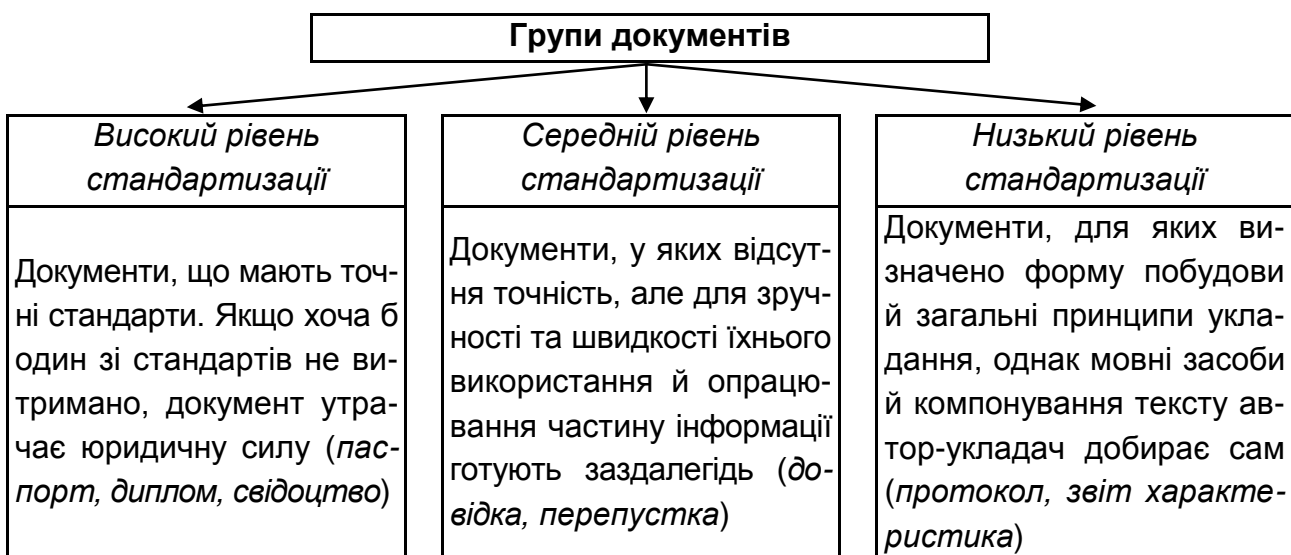 Групи документів
Високий рівень
стандартизації
Документи, що мають точ-
ні стандарти. Якщо хоча б
один зі стандартів не ви-
тримано, документ утра-
чає юридичну силу (пас-
порт, диплом, свідоцтво)
Середній рівень
стандартизації
Документи, у яких відсут-
ня точність, але для зруч-
ності та швидкості їхнього
використання й опрацю-
вання частину інформації
готують заздалегідь (до-
відка, перепустка)
Низький рівень
стандартизації
Документи, для яких ви-
значено форму побудови
й загальні принципи укла-
дання, однак мовні засоби
й компонування тексту ав-
тор-укладач добирає сам
(протокол, звіт характе-
ристика)